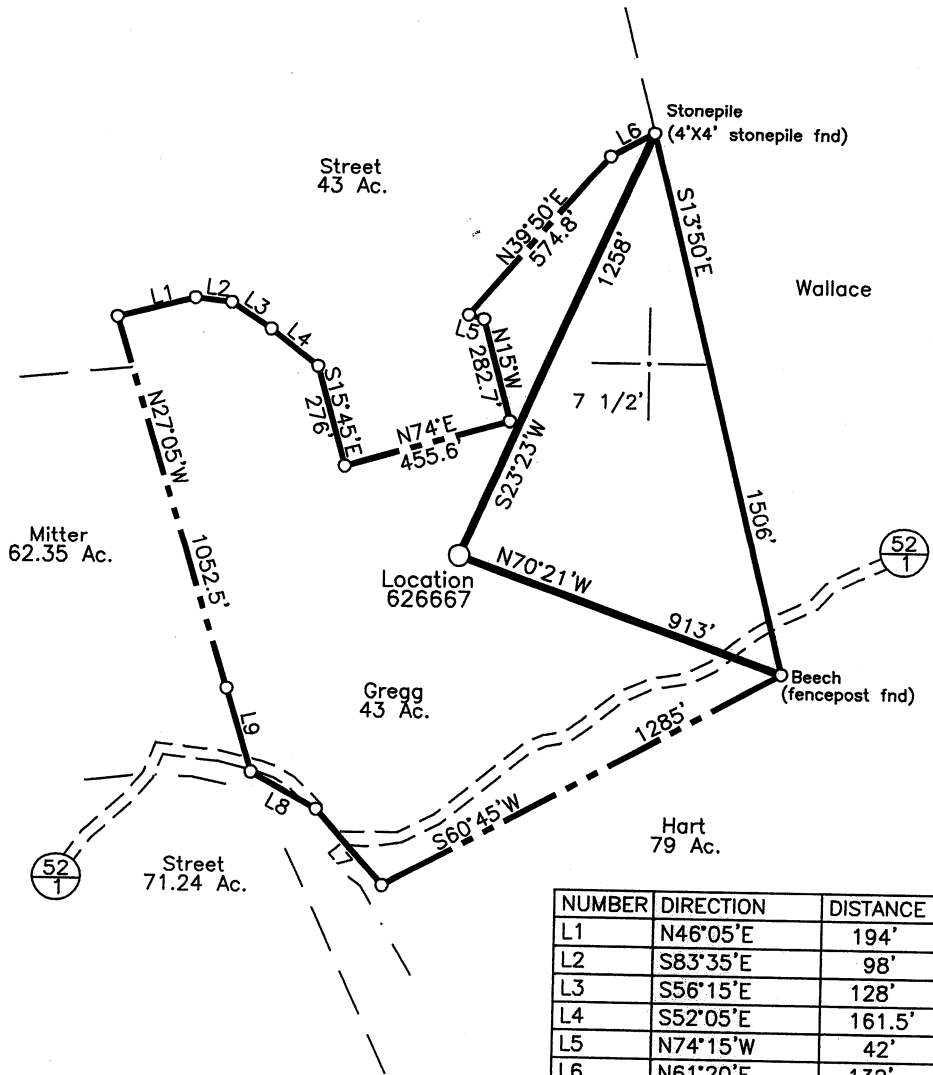 Stonepile
(4'X4' stonepile fnd)
L6
Street
43 Ac.
N39°50'E
574.8'
1258'
S13°50'E
Wallace
L1
L2
L3
L4
L5
N15°W
282.7'
7 1/2'
S15°45'E
276'
N74°E
455.6'
S23°23'W
N27°05'W
1052.5'
1506'
Mitter
62.35 Ac.
52
1
Location
626667
N70°21'W
913'
Beech
(fencepost fnd)
Gregg
43 Ac.
1285'
L9
L8
S60°45'W
L7
Hart
79 Ac.
52
1
Street
71.24 Ac.
NUMBER DIRECTION DISTANCE
L1 N46°05'E 194'
L2 S83°35'E 98'
L3 S56°15'E 128'
L4 S52°05'E 161.5'
L5 N74°15'W 42'
L6 N61°20'E